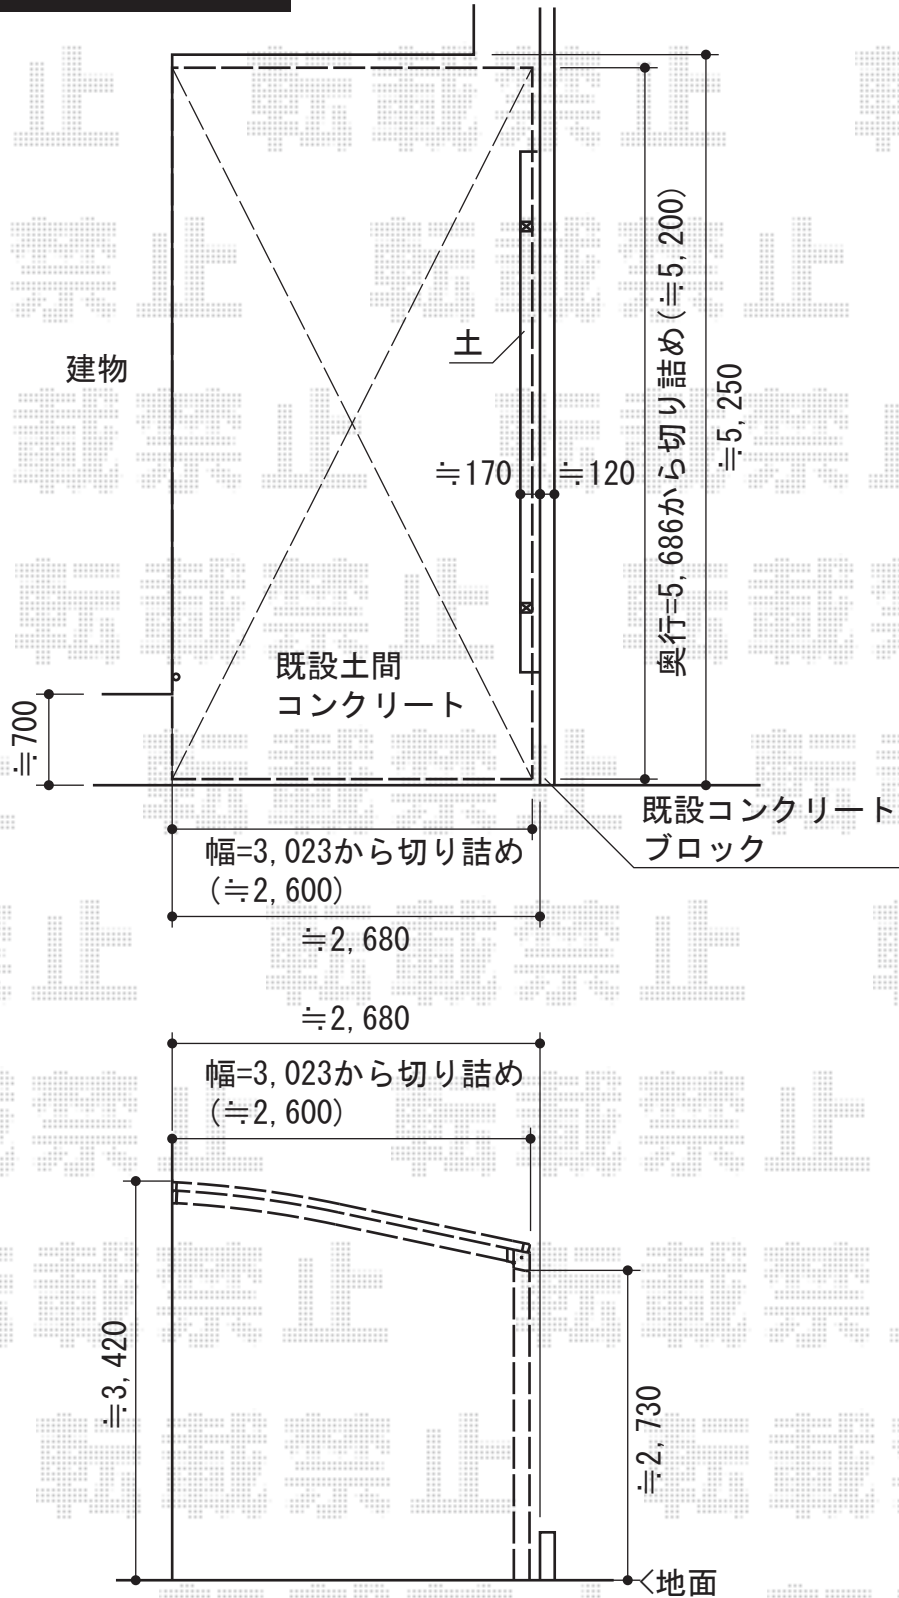 建物
土
≒170
≒120
奥行=5,686から切り詰め(≒5,200)
≒5,250
既設土間
コンクリート
≒700
既設コンクリート
ブロック
幅=3,023から切り詰め
(≒2,600)
≒2,680
≒2,680
幅=3,023から切り詰め
(≒2,600)
≒3,420
≒2,730
地面
転載禁止